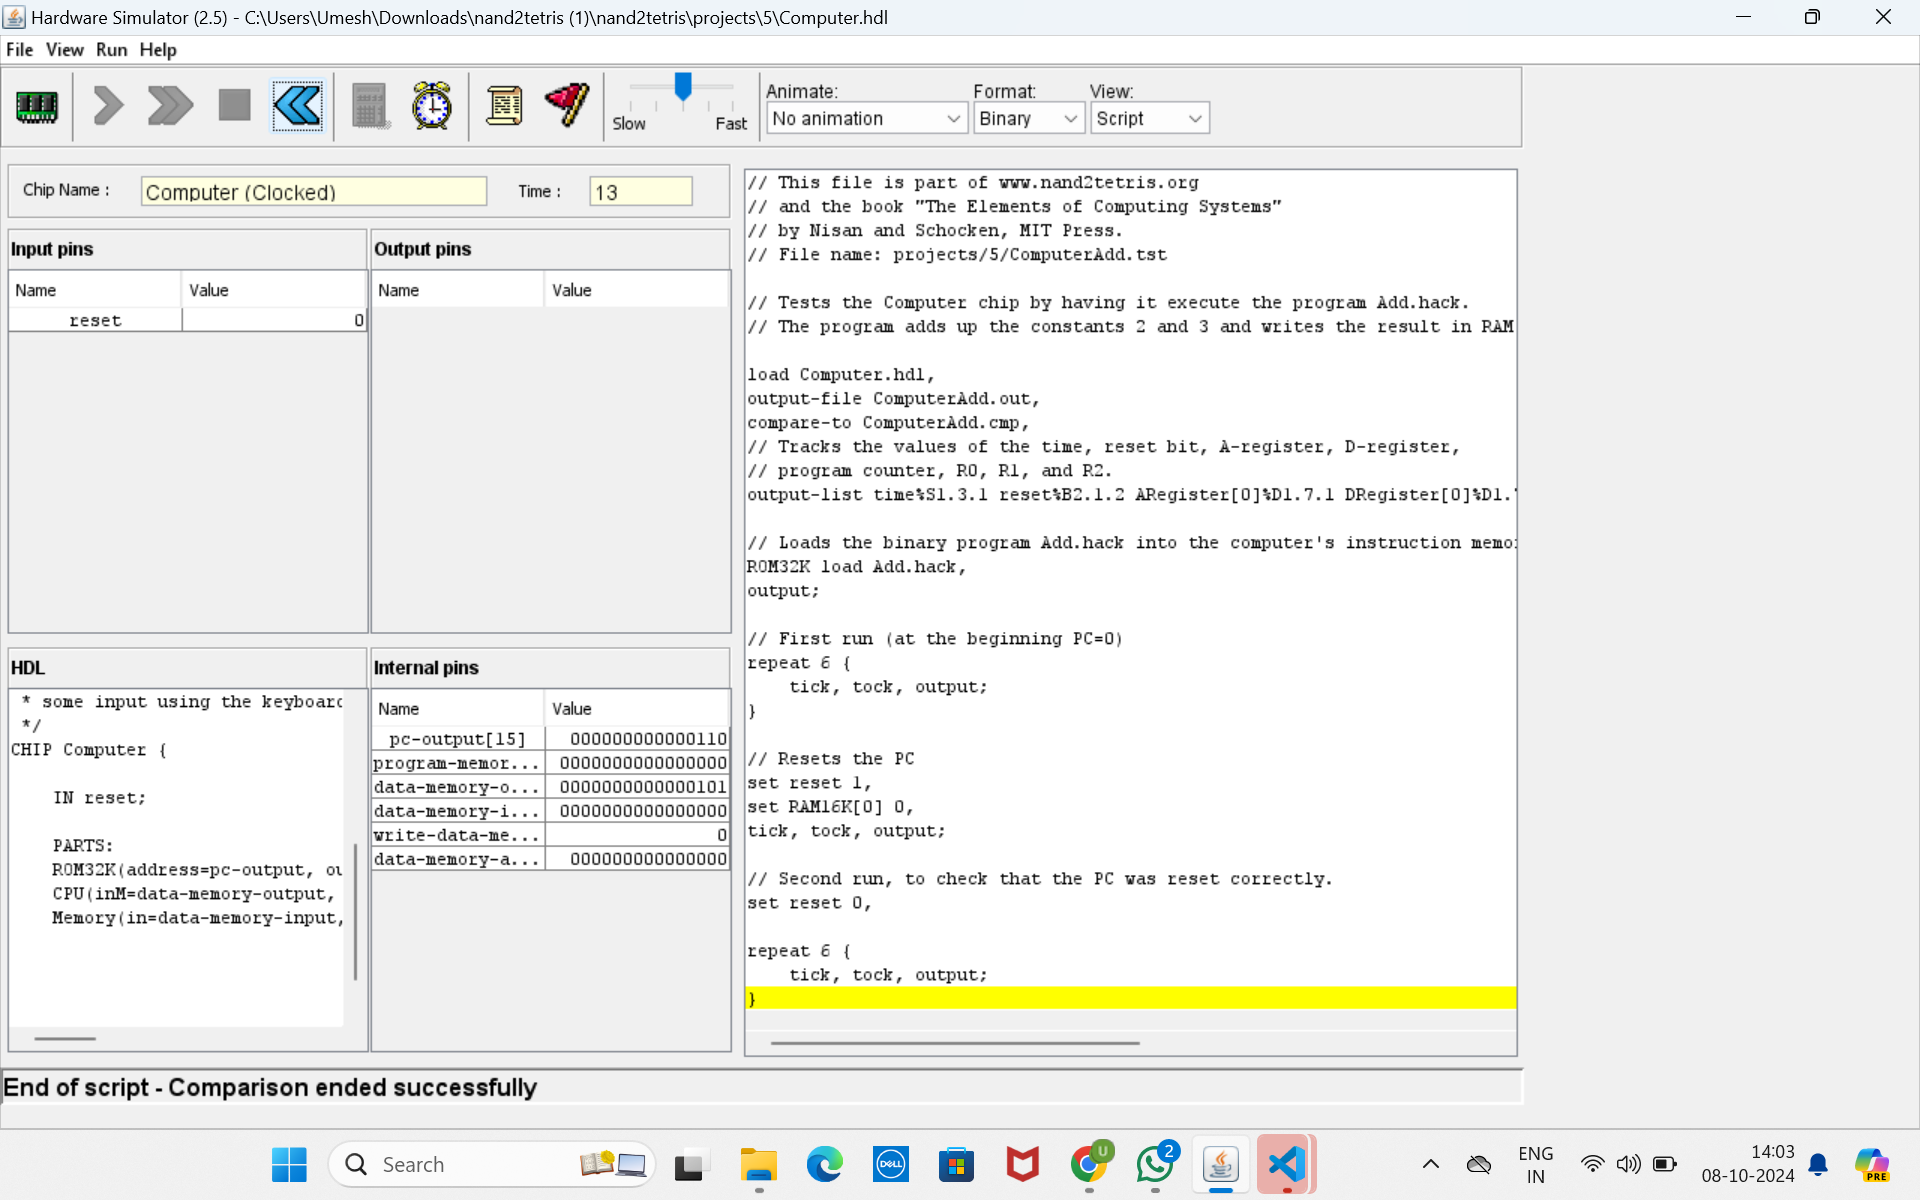 Hardware Simulator (2.5) - C:\Users\Umesh\Downloads\nand2tetris (1)\nand2tetris\projects\5\Computer.hdl
File View Run Help
Slow Fast
Animate: Format: View:
No animation Binary Script
Chip Name : Computer (Clocked) Time : 13
Input pins
Name Value
reset 0
Output pins
Name Value
HDL
* some input using the keyboard
*/
CHIP Computer {
IN reset;
PARTS:
ROM32K(address=pc-output, ou
CPU(inM=data-memory-output,
Memory(in=data-memory-input,
Internal pins
Name Value
pc-output[15] 000000000000110
program-memor... 0000000000000000
data-memory-o... 0000000000000101
data-memory-i... 0000000000000000
write-data-me... 0
data-memory-a... 000000000000000
// This file is part of www.nand2tetris.org
// and the book "The Elements of Computing Systems"
// by Nisan and Schocken, MIT Press.
// File name: projects/5/ComputerAdd.tst
// Tests the Computer chip by having it execute the program Add.hack.
// The program adds up the constants 2 and 3 and writes the result in RAM
load Computer.hdl,
output-file ComputerAdd.out,
compare-to ComputerAdd.cmp,
// Tracks the values of the time, reset bit, A-register, D-register,
// program counter, R0, R1, and R2.
output-list time%S1.3.1 reset%B2.1.2 ARegister[0]%D1.7.1 DRegister[0]%D1.
// Loads the binary program Add.hack into the computer's instruction memo
ROM32K load Add.hack,
output;
// First run (at the beginning PC=0)
repeat 6 {
tick, tock, output;
}
// Resets the PC
set reset 1,
set RAM16K[0] 0,
tick, tock, output;
// Second run, to check that the PC was reset correctly.
set reset 0,
repeat 6 {
tick, tock, output;
}
End of script - Comparison ended successfully
Search
DELL
U
2
ENG
IN
14:03
08-10-2024
PRE